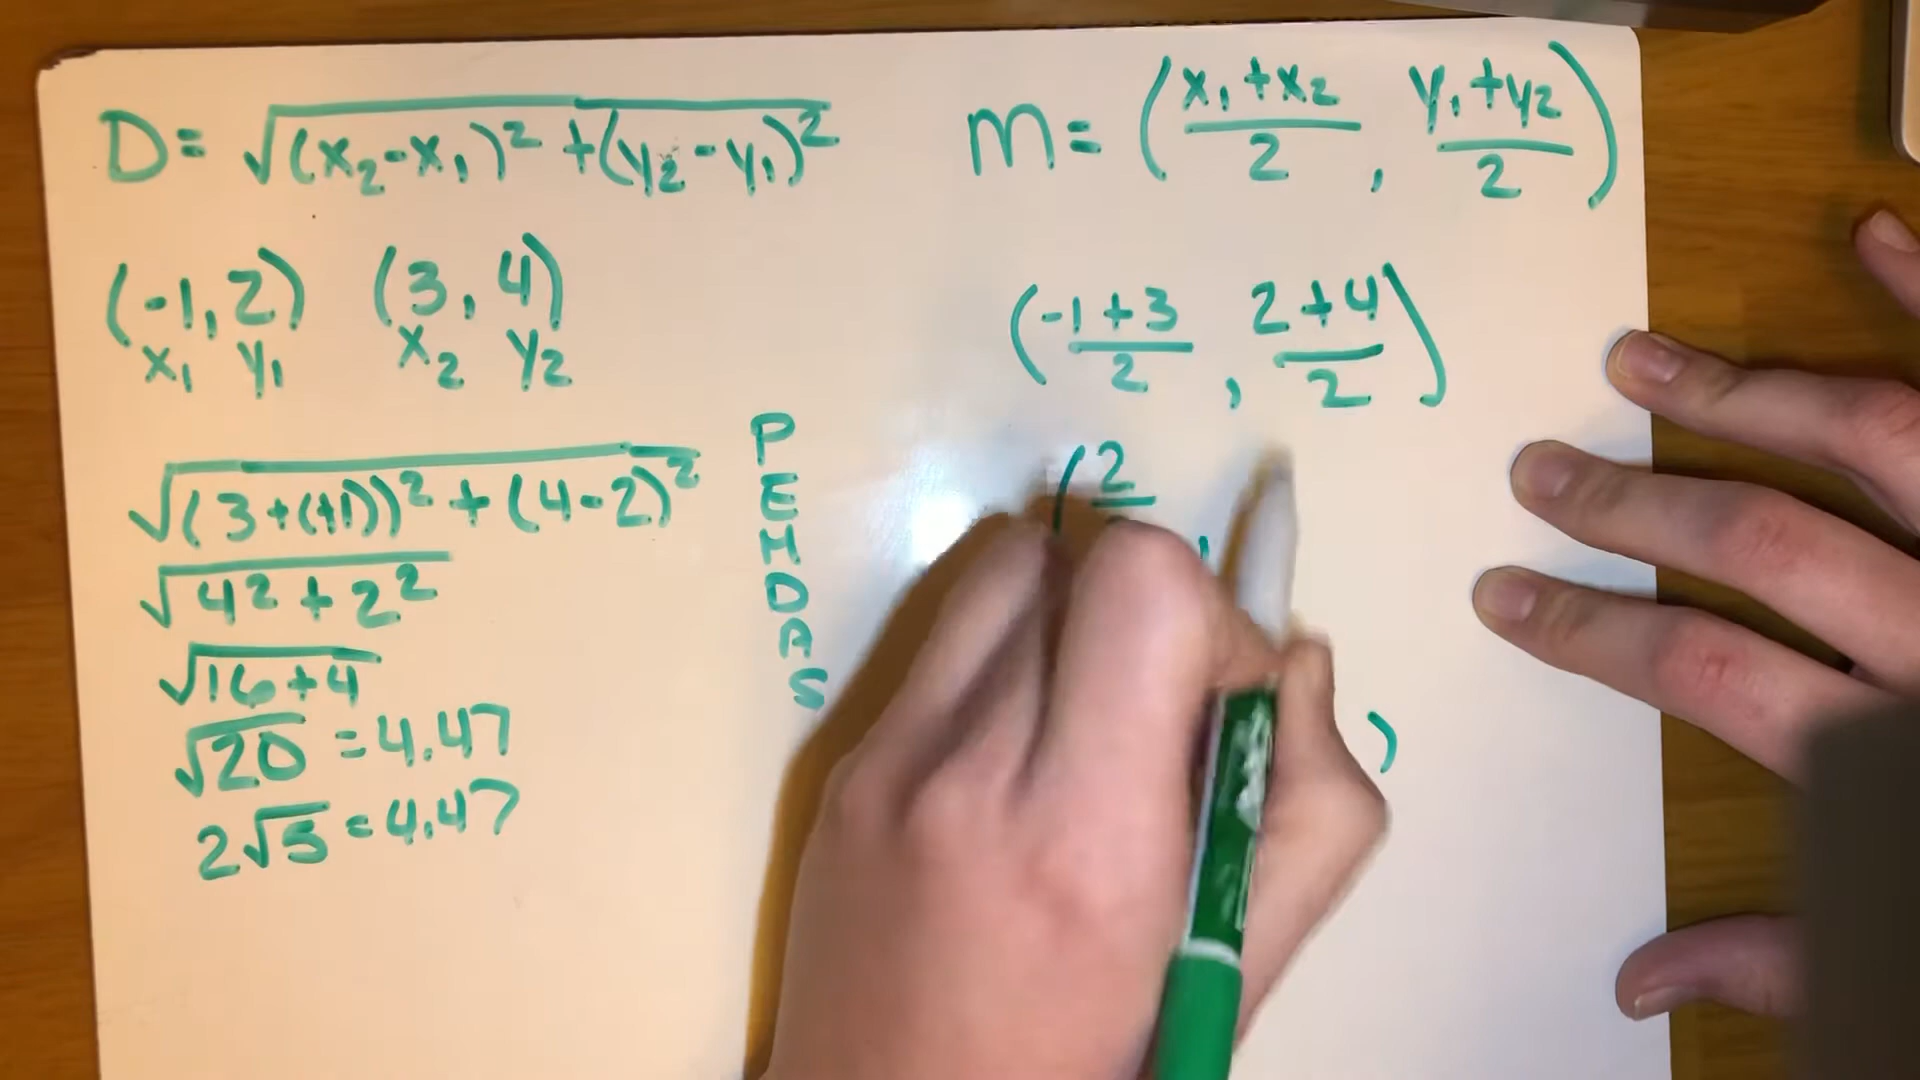 D = √(x₂-x₁)² + (y₂-y₁)²
(-1, 2) (3, 4)
x₁ y₁ x₂ y₂
√(3+(+1))² + (4-2)²
√4² + 2²
√16+4
√20 = 4.47
2√5 = 4.47
P
E
M
D
A
S
M = (x₁+x₂/2, y₁+y₂/2)
(-1+3/2, 2+4/2)
(2/ ,
)